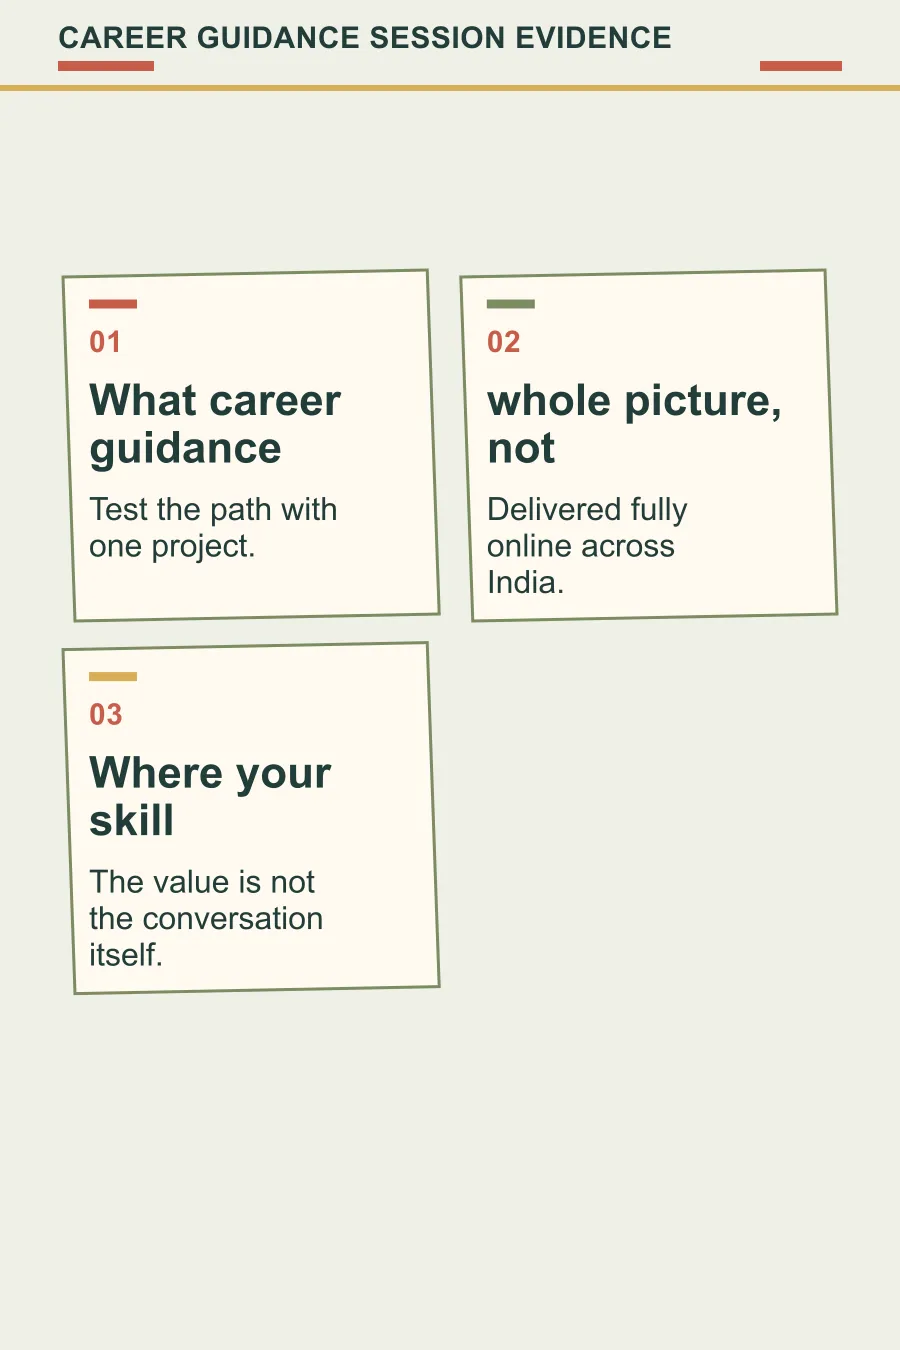 CAREER GUIDANCE SESSION EVIDENCE
01
What career
guidance
Test the path with
one project.
02
whole picture,
not
Delivered fully
online across
India.
03
Where your
skill
The value is not
the conversation
itself.